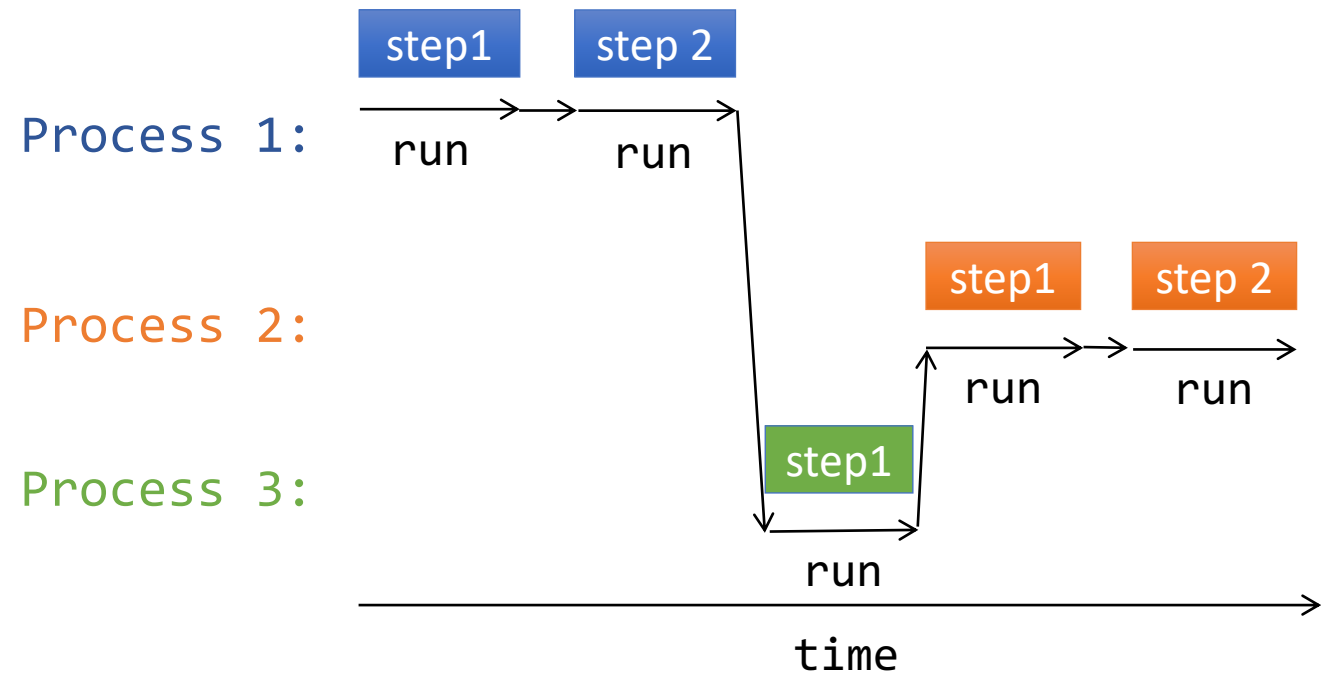 step1 step 2
Process 1:
run run
step1 step 2
Process 2:
run run
step1
Process 3:
run
time